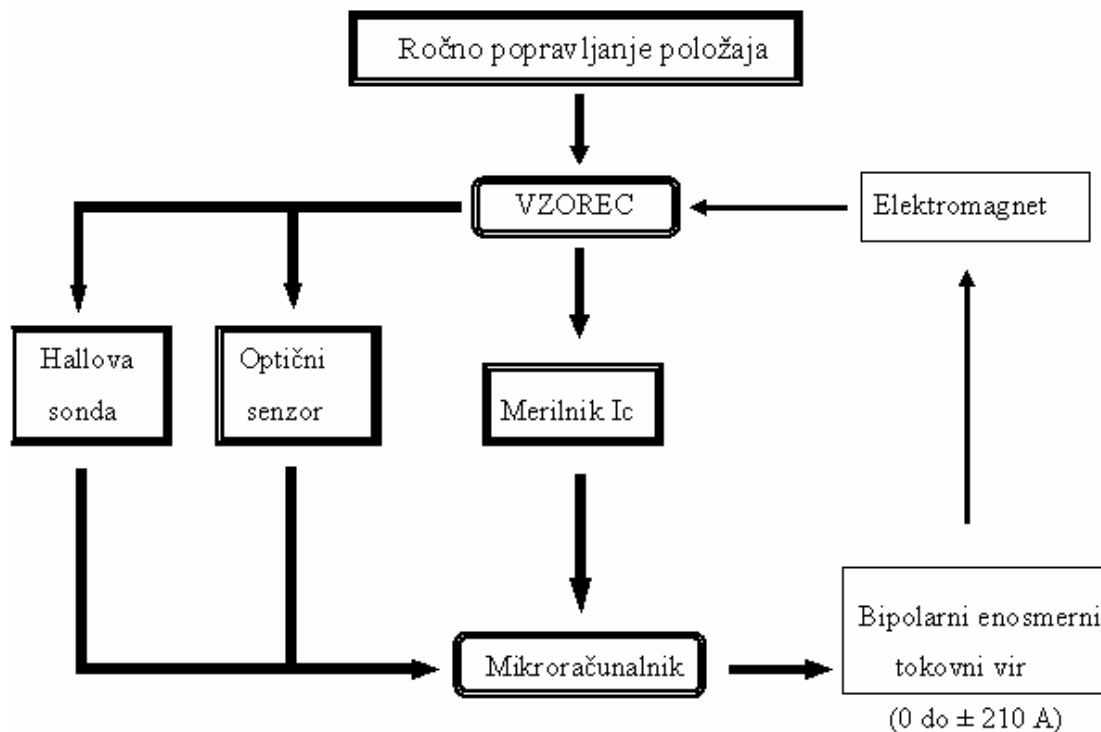 Ročno popravljanje položaja
VZOREC
Elektromagnet
Hallova
sonda
Optični
senzor
Merilnik Ic
Mikroračunalnik
Bipolarni enosmerni
tokovni vir
(0 do ± 210 A)